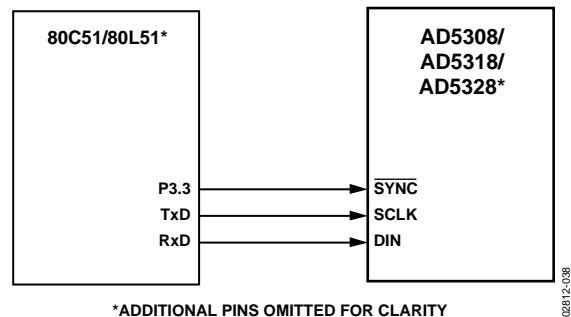 80C51/80L51*
AD5308/
AD5318/
AD5328*
P3.3
TxD
RxD
SYNC
SCLK
DIN
*ADDITIONAL PINS OMITTED FOR CLARITY
02812-038